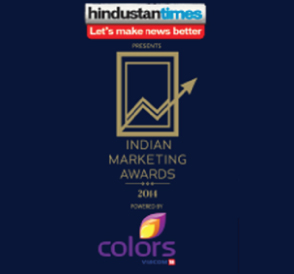 hindustantimes
Let's make news better
PRESENTS
INDIAN
MARKETING
AWARDS
2014
POWERED BY
colors